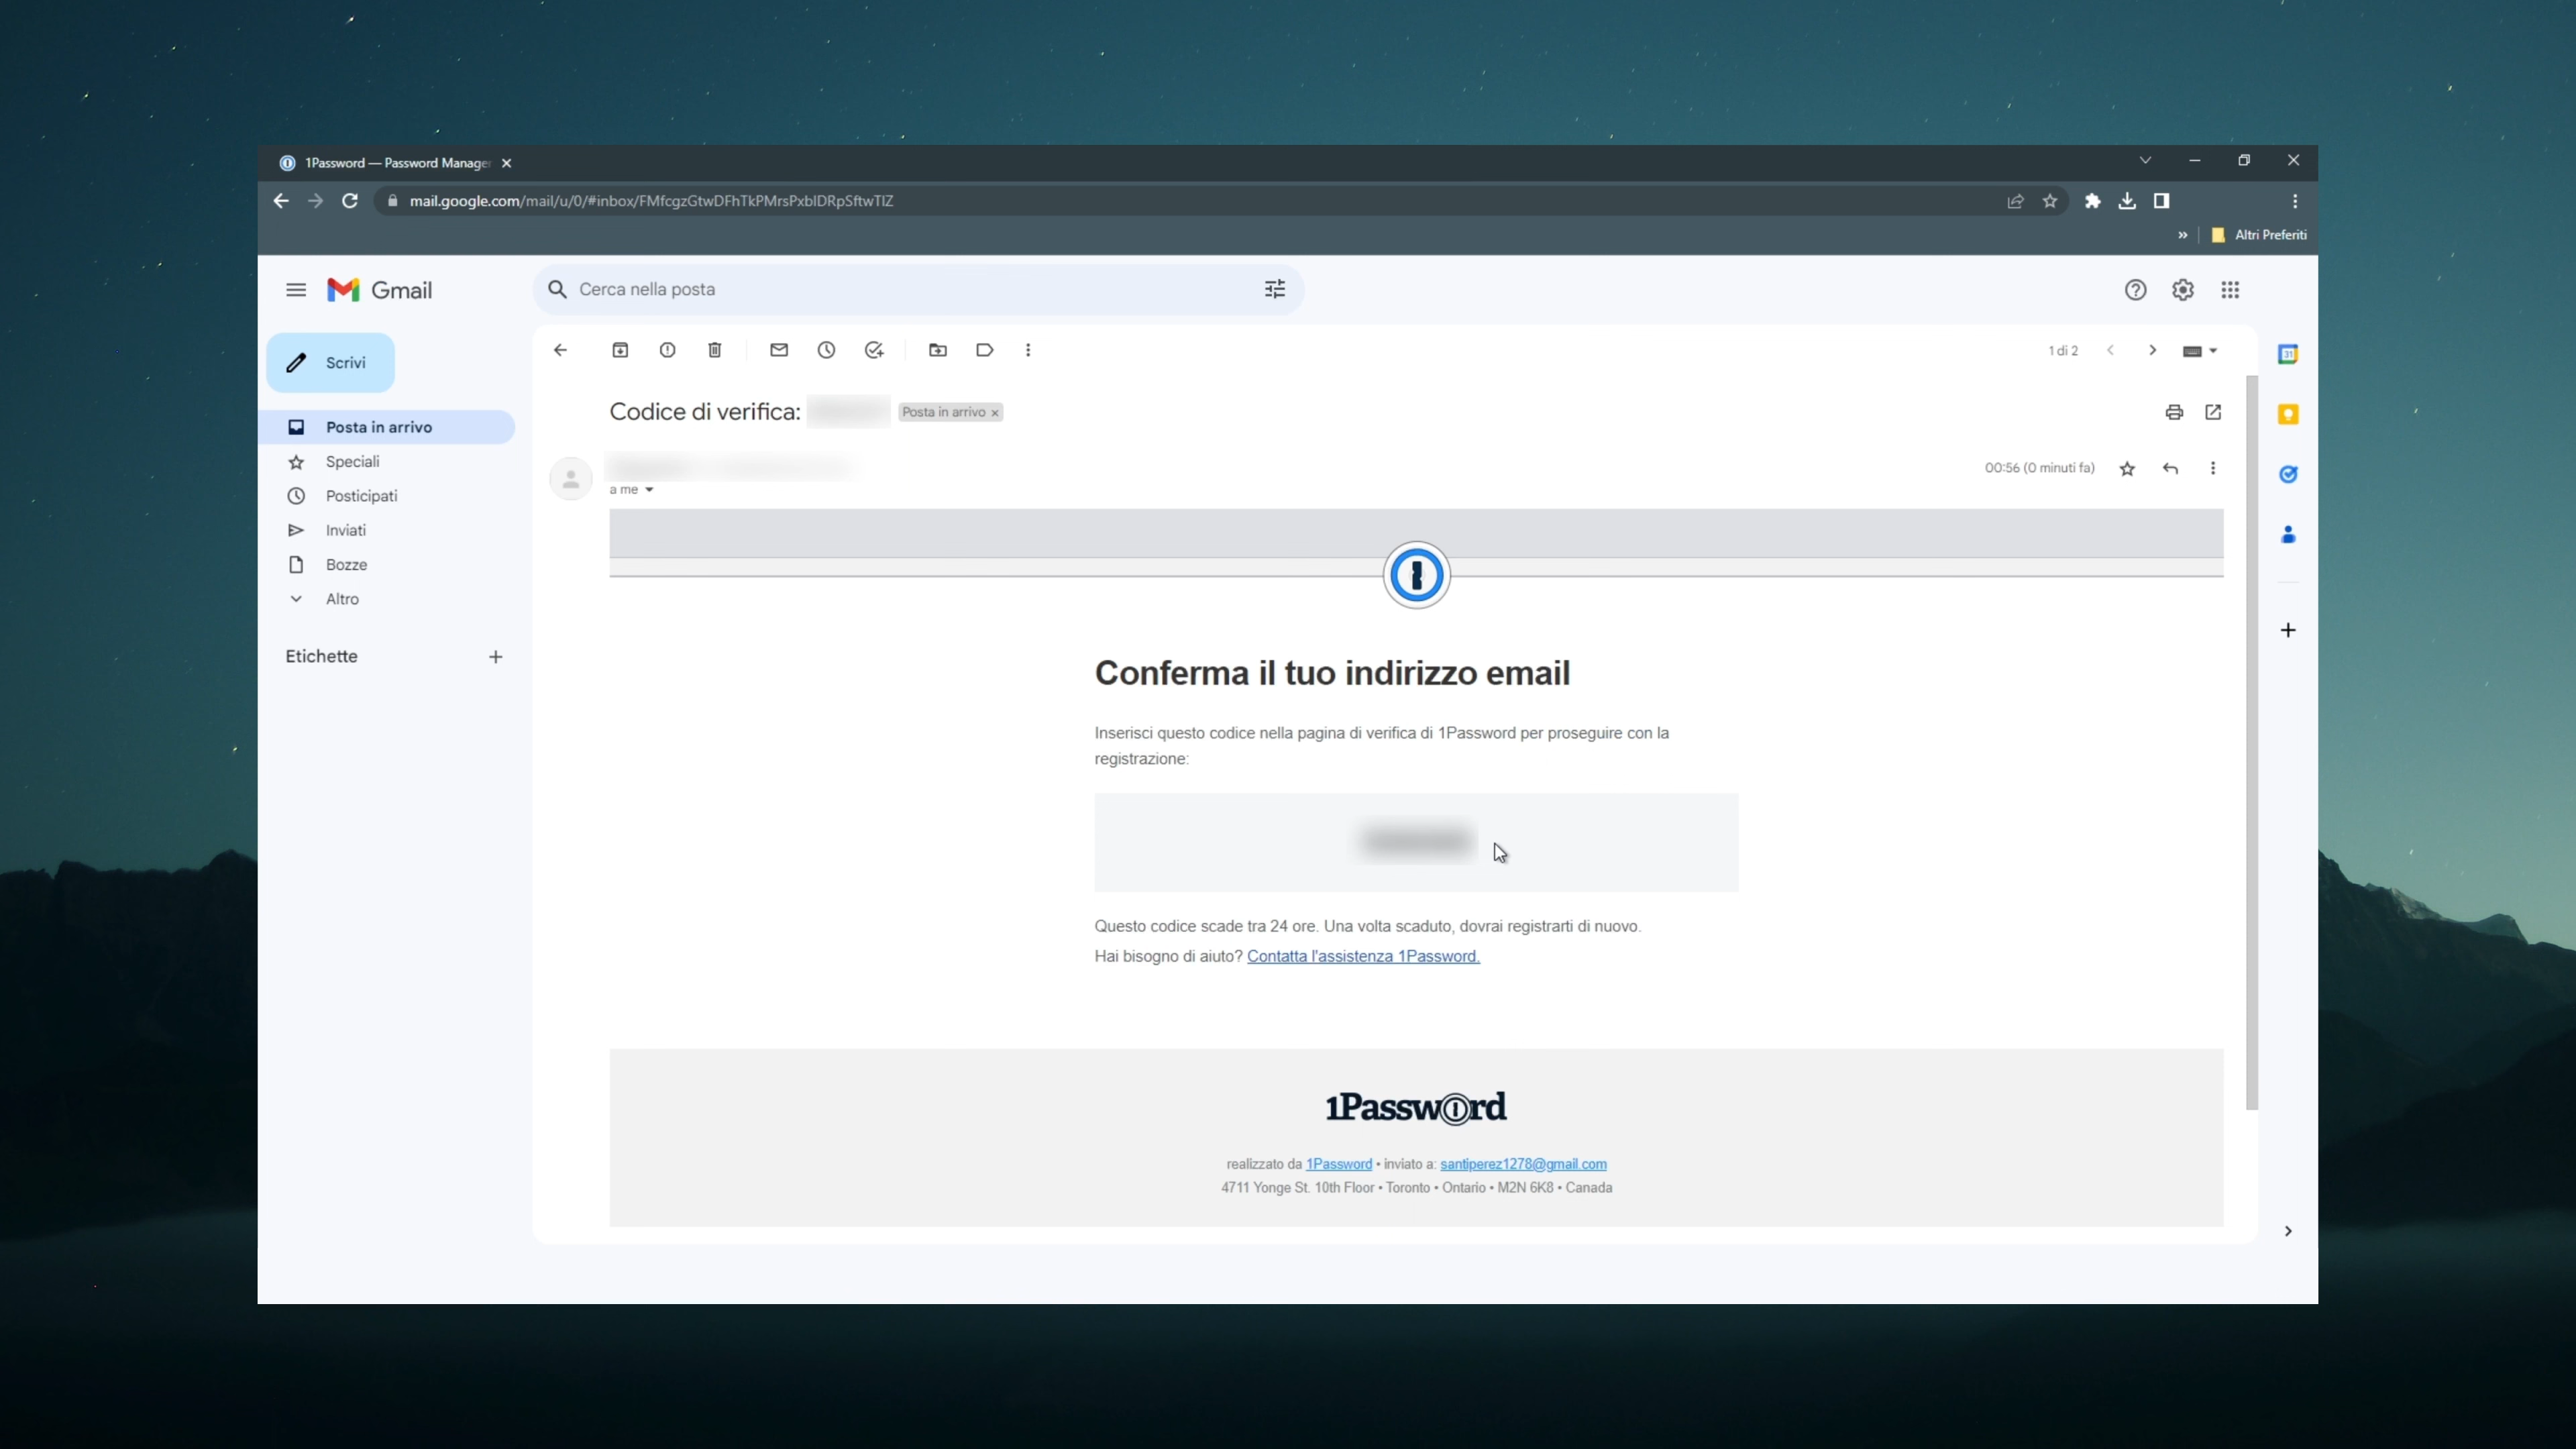 1Password — Password Manager
mail.google.com/mail/u/0/#inbox/FMfcgzGtwDFhTkPMrsPxblDRpSftwTlZ
» Altri Preferiti
Gmail
Cerca nella posta
Scrivi
Posta in arrivo
Speciali
Posticipati
Inviati
Bozze
Altro
Etichette
1 di 2
Codice di verifica:
Posta in arrivo ×
00:56 (0 minuti fa)
a me
Conferma il tuo indirizzo email
Inserisci questo codice nella pagina di verifica di 1Password per proseguire con la
registrazione:
Questo codice scade tra 24 ore. Una volta scaduto, dovrai registrarti di nuovo.
Hai bisogno di aiuto? Contatta l'assistenza 1Password.
1Password
realizzato da 1Password • inviato a: santiperez1278@gmail.com
4711 Yonge St. 10th Floor • Toronto • Ontario • M2N 6K8 • Canada
31